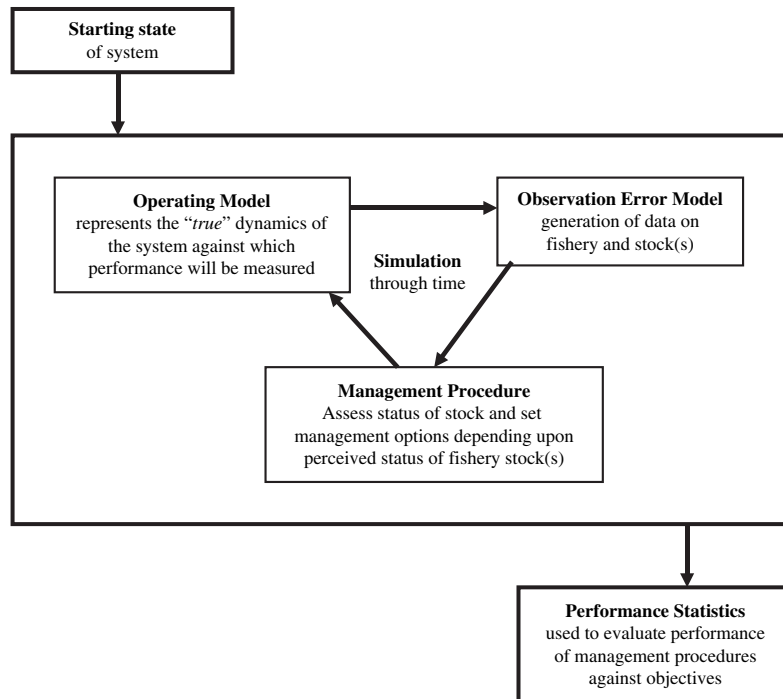 Starting state
of system
Operating Model
represents the “true” dynamics of
the system against which
performance will be measured
Observation Error Model
generation of data on
fishery and stock(s)
Simulation
through time
Management Procedure
Assess status of stock and set
management options depending upon
perceived status of fishery stock(s)
Performance Statistics
used to evaluate performance
of management procedures
against objectives